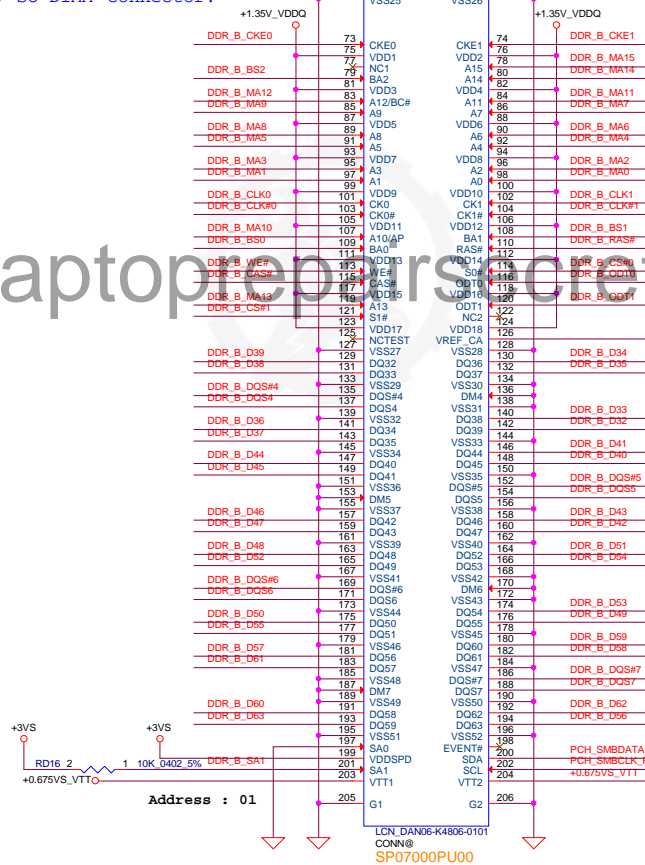 SO-DIMM Connector.
VSS25 VSS26
+1.35V_VDDQ +1.35V_VDDQ
DDR_B_CKE0 73 CKE0 CKE1 74 DDR_B_CKE1
75 VDD1 VDD2 76
77 NC1 A15 78 DDR_B_MA15
DDR_B_BS2 79 BA2 A14 80 DDR_B_MA14
81 VDD3 VDD4 82
DDR_B_MA12 83 A12/BC# A11 84 DDR_B_MA11
DDR_B_MA9 85 A9 A7 86 DDR_B_MA7
87 VDD5 VDD6 88
DDR_B_MA8 89 A8 A6 90 DDR_B_MA6
DDR_B_MA5 91 A5 A4 92 DDR_B_MA4
93 VDD7 VDD8 94
DDR_B_MA3 95 A3 A2 96 DDR_B_MA2
DDR_B_MA1 97 A1 A0 98 DDR_B_MA0
99 VDD9 VDD10 100
DDR_B_CLK0 101 CK0 CK1 102 DDR_B_CLK1
DDR_B_CLK#0 103 CK0# CK1# 104 DDR_B_CLK#1
105 VDD11 VDD12 106
DDR_B_MA10 107 A10/AP BA1 108 DDR_B_BS1
DDR_B_BS0 109 BA0 RAS# 110 DDR_B_RAS#
111 VDD13 VDD14 112
DDR_B_WE# 113 WE# S0# 114 DDR_B_CS#0
DDR_B_CAS# 115 CAS# ODT0 116 DDR_B_ODT0
aptoprepairsecret
117 VDD15 VDD16 118
DDR_B_MA13 119 A13 ODT1 120 DDR_B_ODT1
DDR_B_CS#1 121 S1# NC2 122
123 VDD17 VDD18 124
125 NCTEST VREF_CA 126
127 VSS27 VSS28 128
DDR_B_D39 129 DQ32 DQ36 130 DDR_B_D34
DDR_B_D38 131 DQ33 DQ37 132 DDR_B_D35
133 VSS29 VSS30 134
DDR_B_DQS#4 135 DQS#4 DM4 136
DDR_B_DQS4 137 DQS4 VSS31 138
139 VSS32 DQ38 140 DDR_B_D33
DDR_B_D36 141 DQ34 DQ39 142 DDR_B_D32
DDR_B_D37 143 DQ35 VSS33 144
145 VSS34 DQ44 146 DDR_B_D41
DDR_B_D44 147 DQ40 DQ45 148 DDR_B_D40
DDR_B_D45 149 DQ41 VSS35 150
151 VSS36 DQS#5 152 DDR_B_DQS#5
153 DM5 DQS5 154 DDR_B_DQS5
155 VSS37 VSS38 156
DDR_B_D46 157 DQ42 DQ46 158 DDR_B_D43
DDR_B_D47 159 DQ43 DQ47 160 DDR_B_D42
161 VSS39 VSS40 162
DDR_B_D48 163 DQ48 DQ52 164 DDR_B_D51
DDR_B_D52 165 DQ49 DQ53 166 DDR_B_D54
167 VSS41 VSS42 168
DDR_B_DQS#6 169 DQS#6 DM6 170
DDR_B_DQS6 171 DQS6 VSS43 172
173 VSS44 DQ54 174 DDR_B_D53
DDR_B_D50 175 DQ50 DQ55 176 DDR_B_D49
DDR_B_D55 177 DQ51 VSS45 178
179 VSS46 DQ60 180 DDR_B_D59
DDR_B_D57 181 DQ56 DQ61 182 DDR_B_D58
DDR_B_D61 183 DQ57 VSS47 184
185 VSS48 DQS#7 186 DDR_B_DQS#7
187 DM7 DQS7 188 DDR_B_DQS7
189 VSS49 VSS50 190
DDR_B_D60 191 DQ58 DQ62 192 DDR_B_D62
DDR_B_D63 193 DQ59 DQ63 194 DDR_B_D56
195 VSS51 VSS52 196
+3VS +3VS 197 SA0 EVENT# 198
199 VDDSPD SDA 200 PCH_SMBDATA
RD16 2 1 10K_0402_5% DDR_B_SA1 201 SA1 SCL 202 PCH_SMBCLK
+0.675VS_VTT 203 VTT1 VTT2 204 +0.675VS_VTT
Address : 01 205 G1 G2 206
LCN_DAN06-K4806-0101
CONN@
SP07000PU00